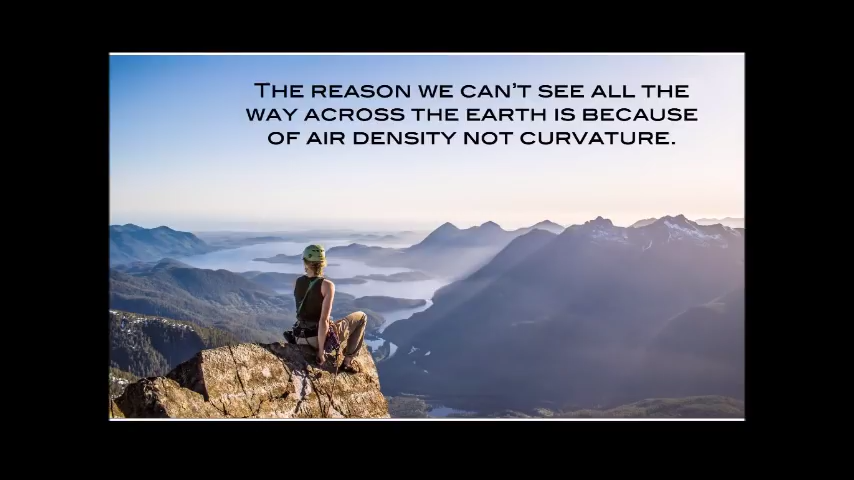 The reason we can't see all the
way across the earth is because
of air density not curvature.